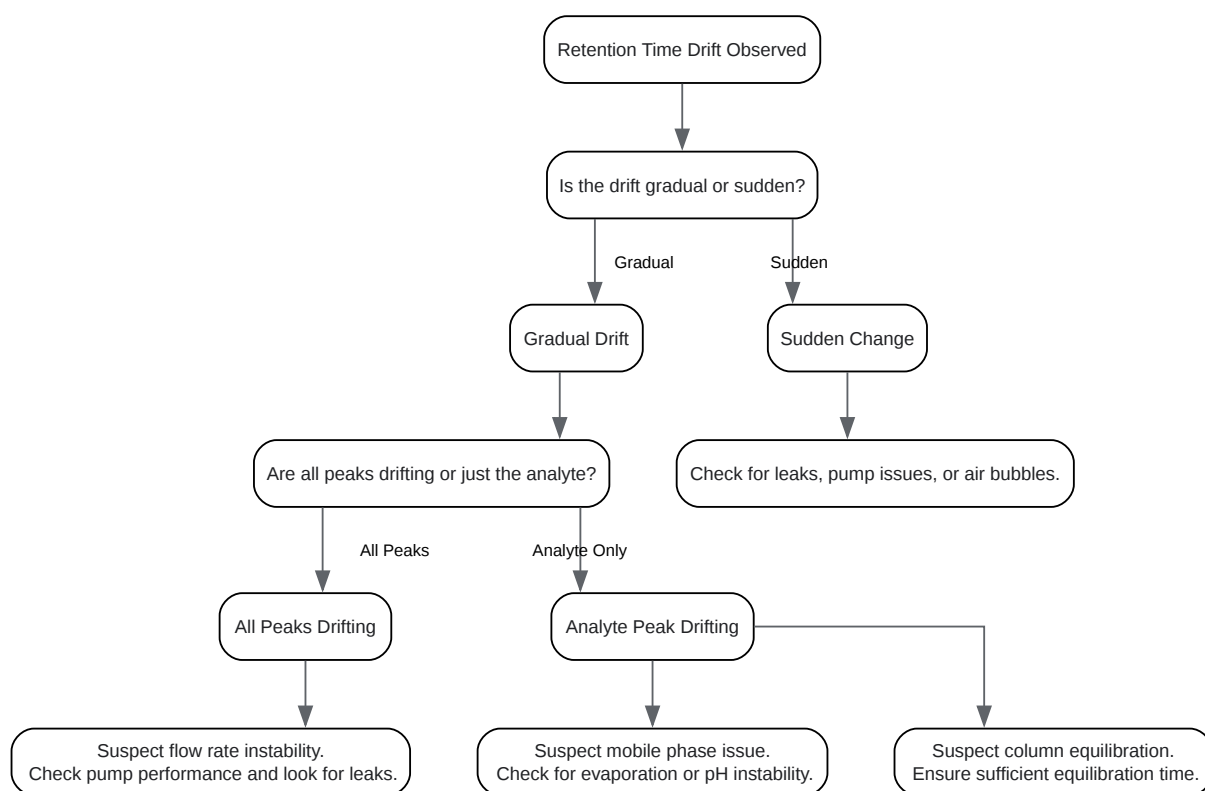 Retention Time Drift Observed
Is the drift gradual or sudden?
Gradual
Sudden
Gradual Drift
Sudden Change
Are all peaks drifting or just the analyte?
Check for leaks, pump issues, or air bubbles.
All Peaks
Analyte Only
All Peaks Drifting
Analyte Peak Drifting
Suspect flow rate instability.
Check pump performance and look for leaks.
Suspect mobile phase issue.
Check for evaporation or pH instability.
Suspect column equilibration.
Ensure sufficient equilibration time.